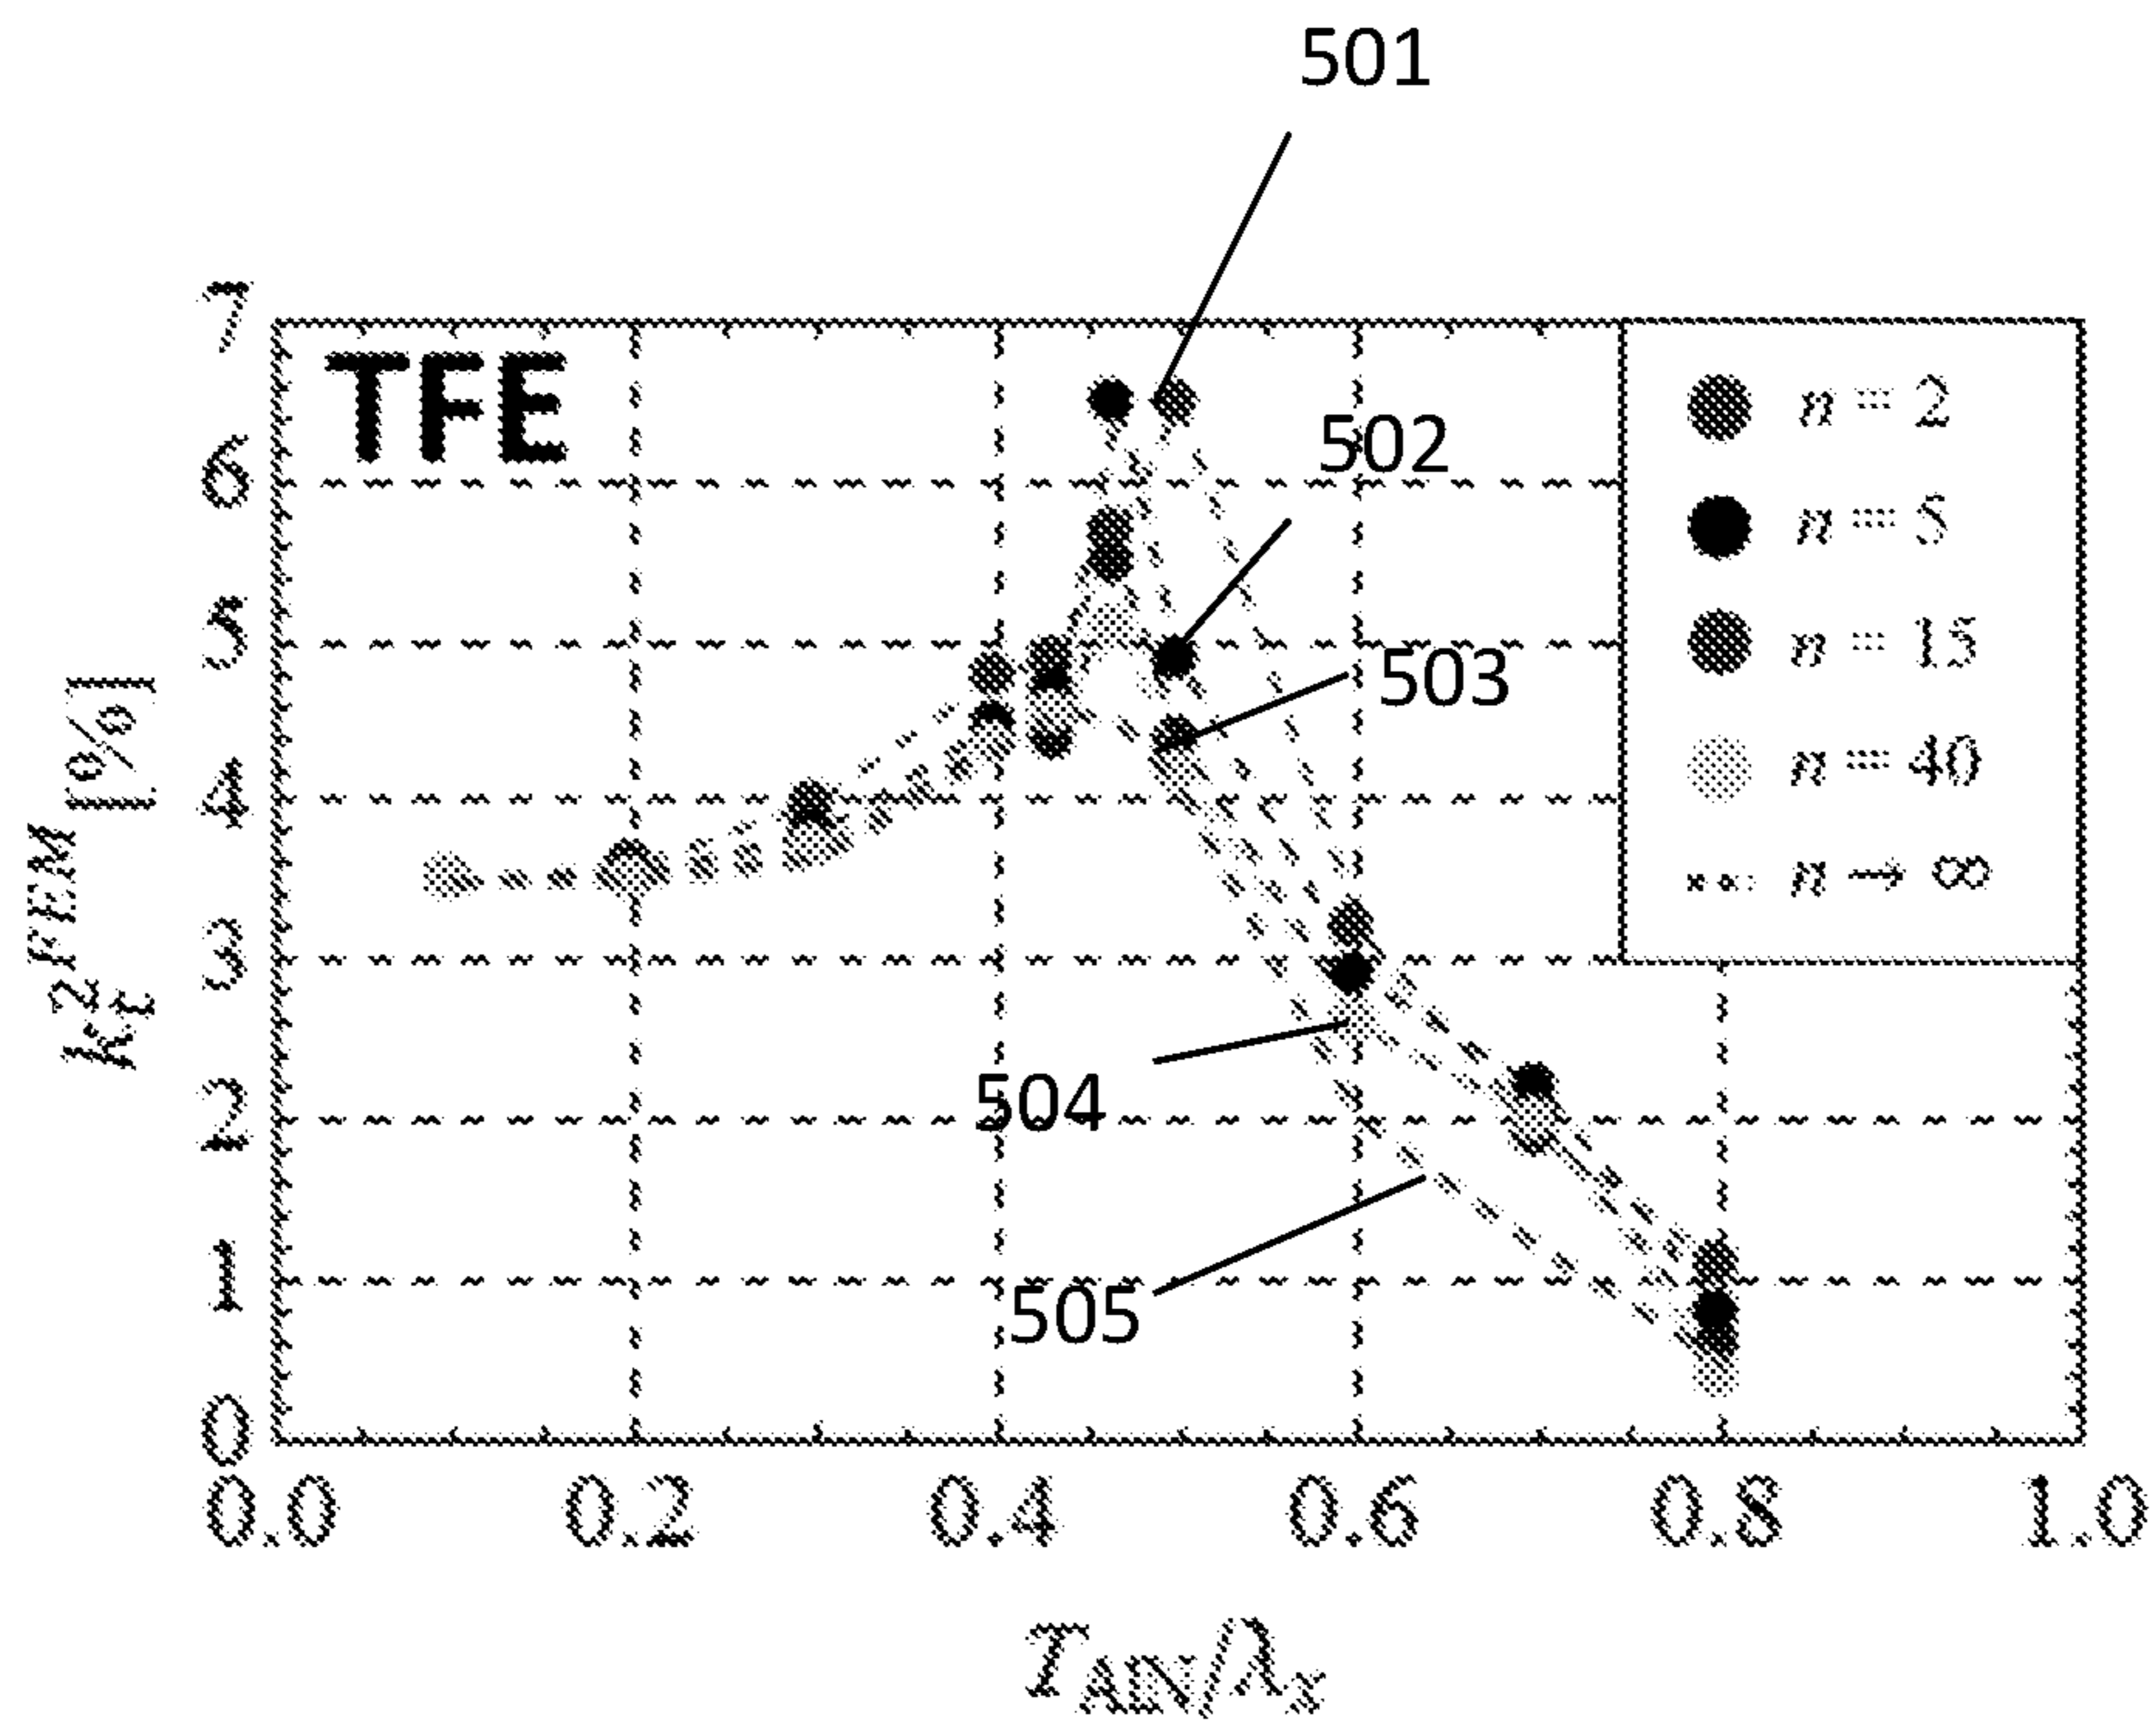 501
7
TFE
n = 2
502
6
n = 5
5
503
n = 15
4
n = 40
n → ∞
3
504
2
505
1
0
0.0 0.2 0.4 0.6 0.8 1.0
k_t^2 FEM [%]
T_AlN/λ_x